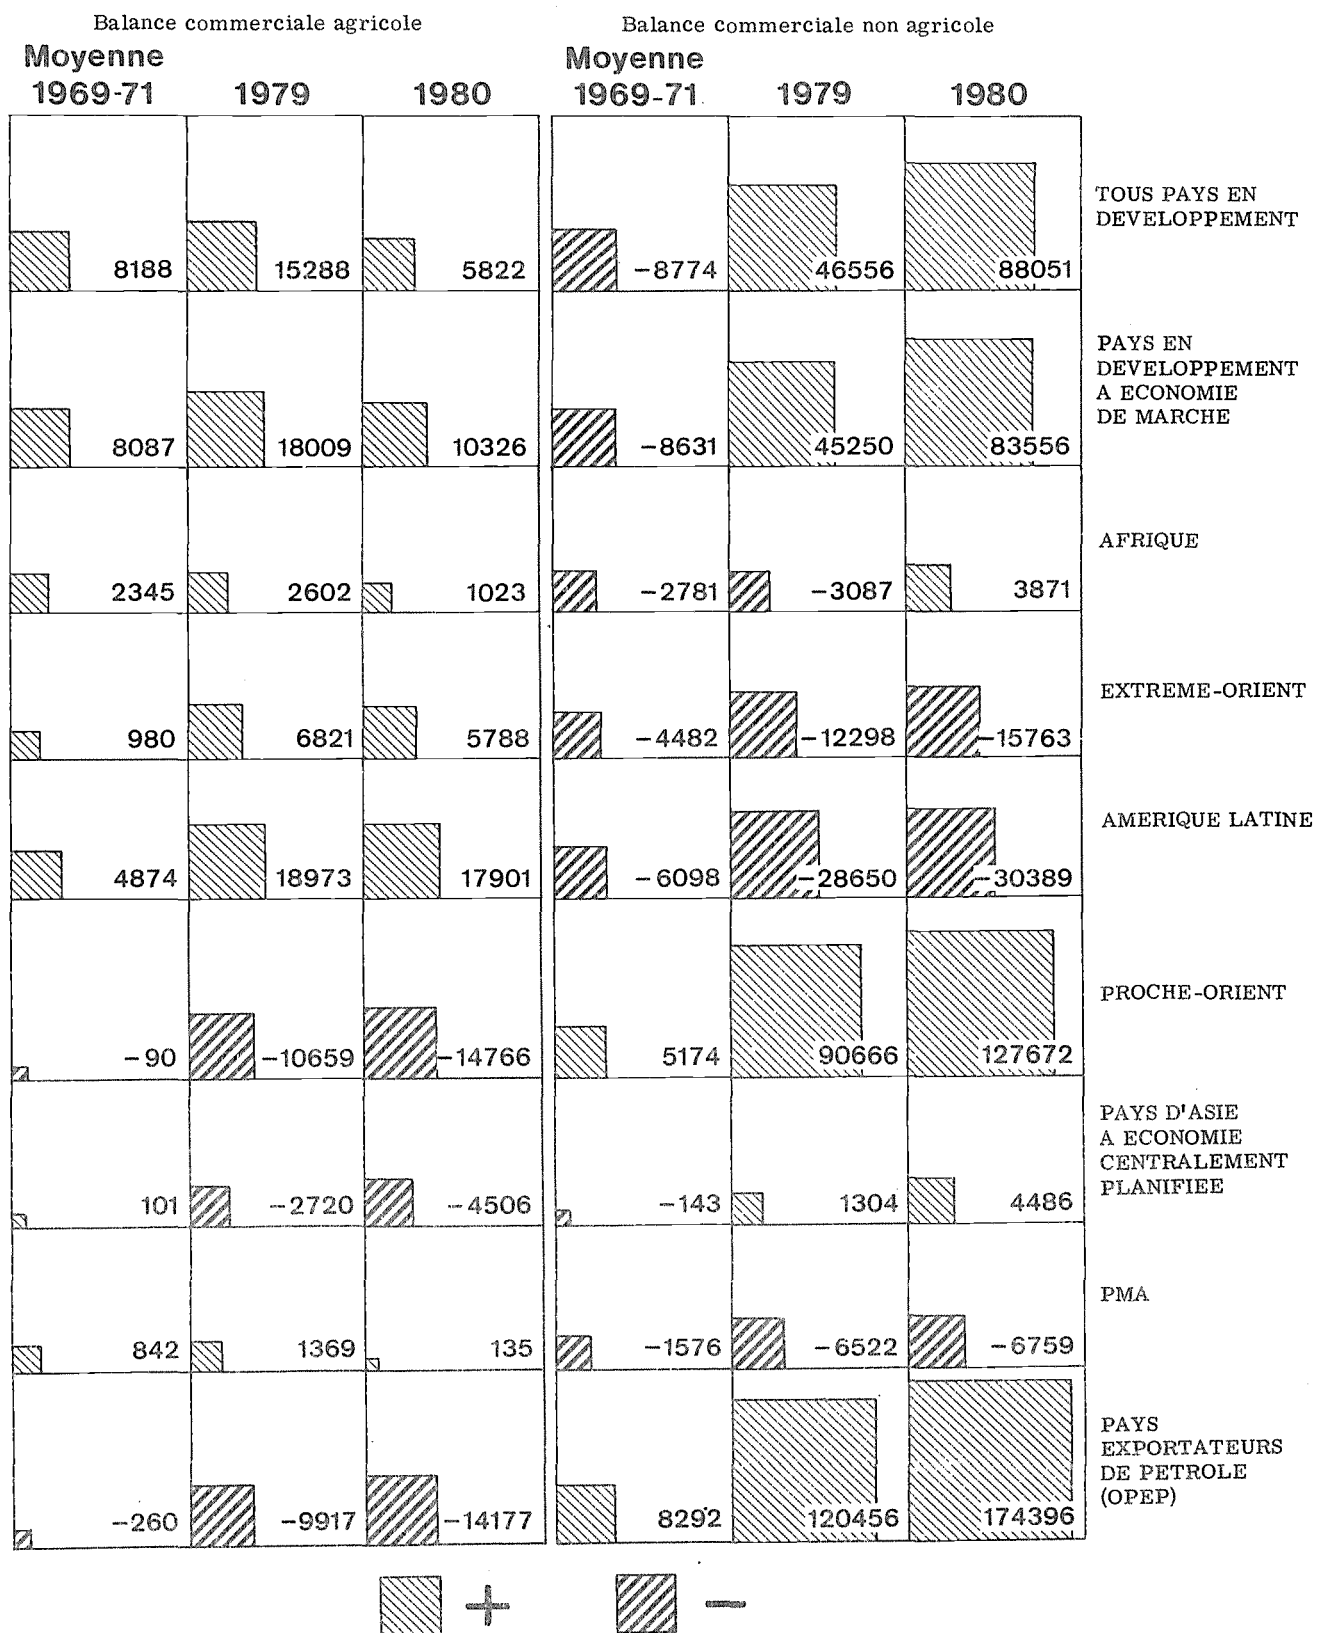 Balance commerciale agricole Balance commerciale non agricole
Moyenne Moyenne
1969-71 1979 1980 1969-71 1979 1980
TOUS PAYS EN
DEVELOPPEMENT
8188 15288 5822 -8774 46556 88051
PAYS EN
DEVELOPPEMENT
A ECONOMIE
DE MARCHE
8087 18009 10326 -8631 45250 83556
AFRIQUE
2345 2602 1023 -2781 -3087 3871
EXTREME-ORIENT
980 6821 5788 -4482 -12298 -15763
AMERIQUE LATINE
4874 18973 17901 -6098 -28650 -30389
PROCHE-ORIENT
-90 -10659 -14766 5174 90666 127672
PAYS D'ASIE
A ECONOMIE
CENTRALEMENT
PLANIFIEE
101 -2720 -4506 -143 1304 4486
PMA
842 1369 135 -1576 -6522 -6759
PAYS
EXPORTATEURS
DE PETROLE
(OPEP)
-260 -9917 -14177 8292 120456 174396
+ -